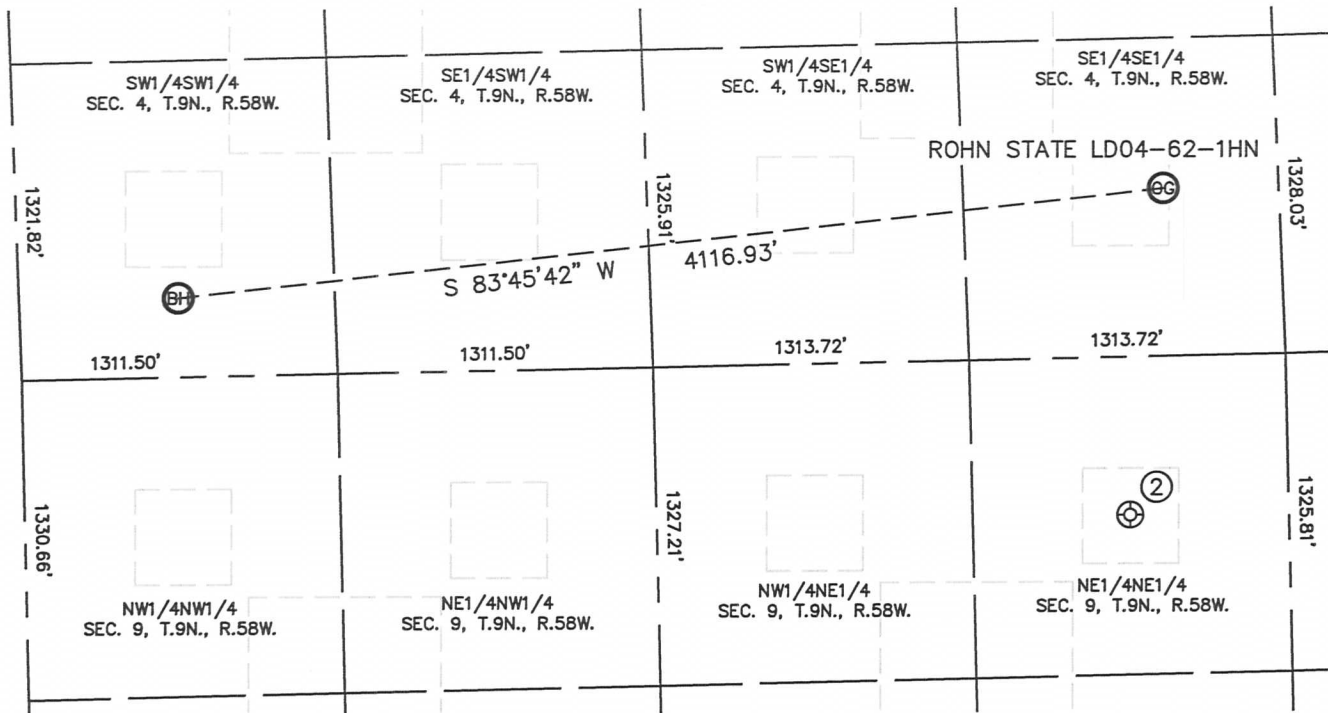 SW1/4SW1/4
SEC. 4, T.9N., R.58W.
SE1/4SW1/4
SEC. 4, T.9N., R.58W.
SW1/4SE1/4
SEC. 4, T.9N., R.58W.
SE1/4SE1/4
SEC. 4, T.9N., R.58W.
ROHN STATE LD04-62-1HN
OG
1321.82'
1325.91'
1328.03'
S 83°45'42" W
4116.93'
BH
1311.50'
1311.50'
1313.72'
1313.72'
2
1330.66'
1327.21'
1325.81'
NW1/4NW1/4
SEC. 9, T.9N., R.58W.
NE1/4NW1/4
SEC. 9, T.9N., R.58W.
NW1/4NE1/4
SEC. 9, T.9N., R.58W.
NE1/4NE1/4
SEC. 9, T.9N., R.58W.